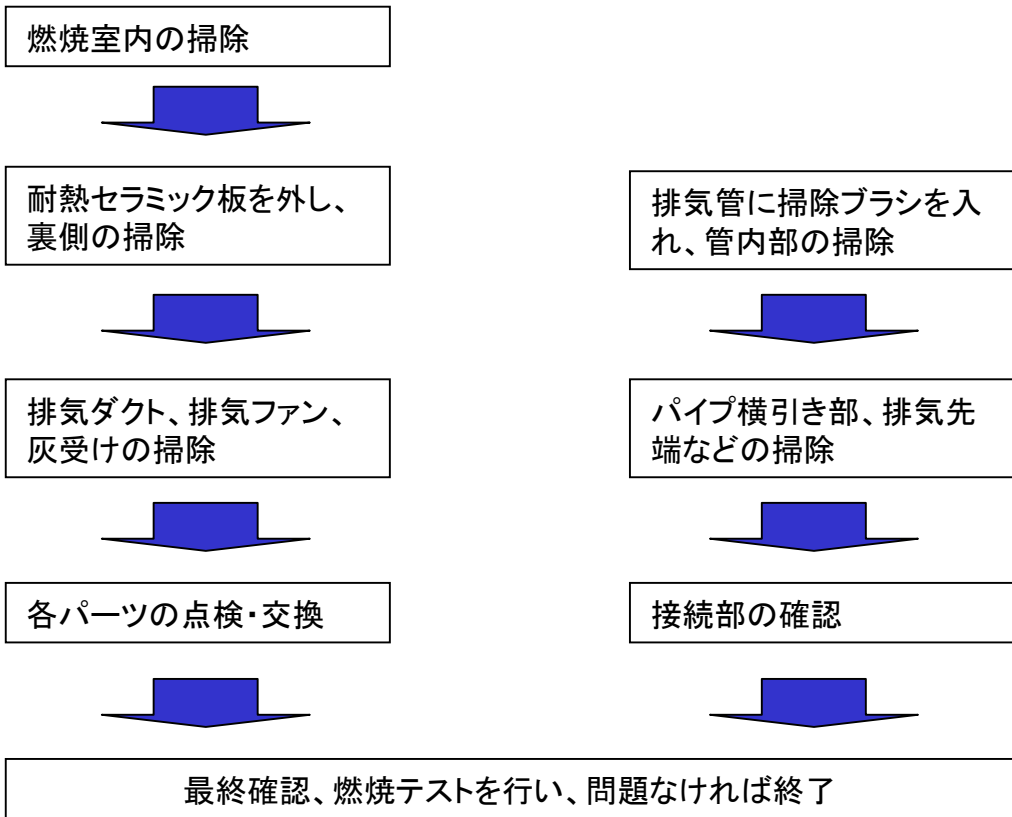 燃焼室内の掃除
耐熱セラミック板を外し、
裏側の掃除
排気管に掃除ブラシを入
れ、管内部の掃除
排気ダクト、排気ファン、
灰受けの掃除
パイプ横引き部、排気先
端などの掃除
各パーツの点検・交換
接続部の確認
最終確認、燃焼テストを行い、問題なければ終了